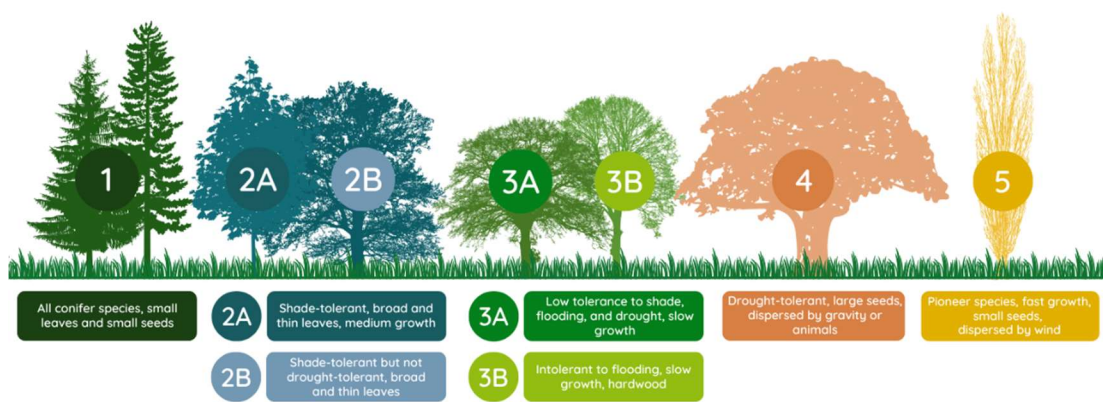 1
2A
2B
3A
3B
4
5
All conifer species, small
leaves and small seeds
2A
Shade-tolerant, broad and
thin leaves, medium growth
2B
Shade-tolerant but not
drought-tolerant, broad
and thin leaves
3A
Low tolerance to shade,
flooding, and drought, slow
growth
3B
Intolerant to flooding, slow
growth, hardwood
Drought-tolerant, large seeds,
dispersed by gravity or
animals
Pioneer species, fast growth,
small seeds,
dispersed by wind